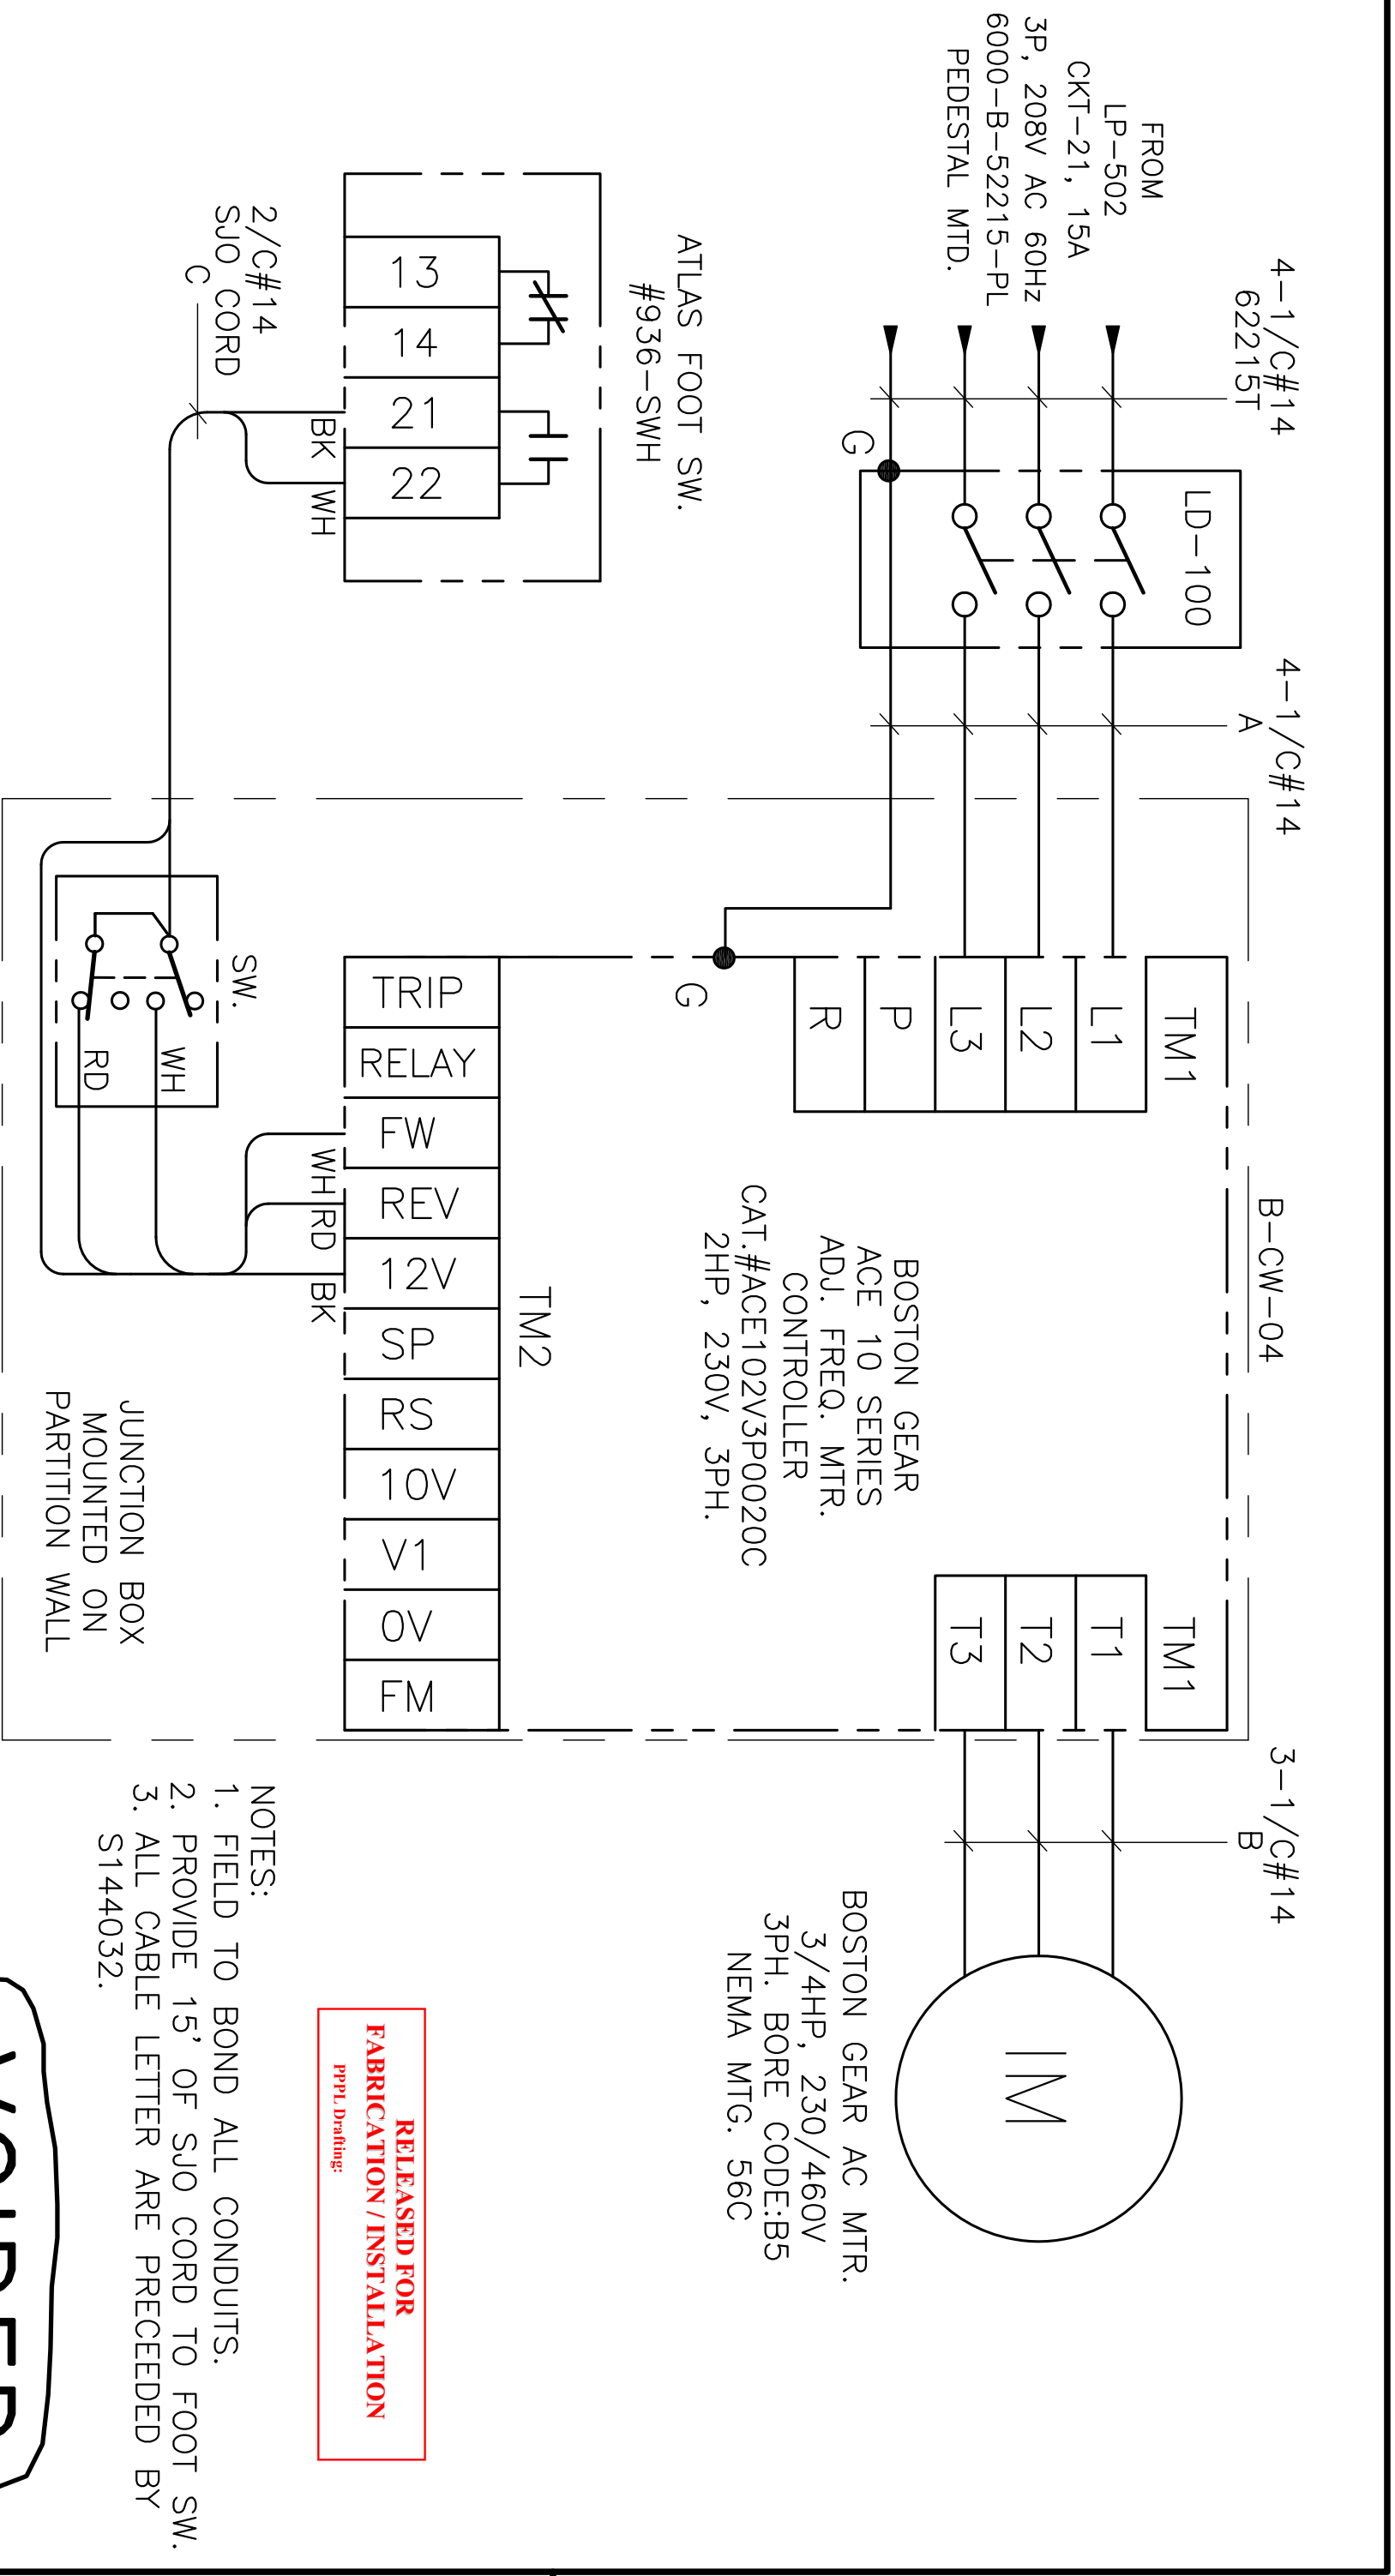 FROM
LP-502
CKT-21, 15A
3P, 208V AC 60Hz
6000-B-52215-PL
PEDESTAL MTD.
4-1/C#14
62215T
G
LD-100
4-1/C#14
A
B-CW-04
TM1
L1
L2
L3
P
R
G
BOSTON GEAR
ACE 10 SERIES
ADJ. FREQ. MTR.
CONTROLLER
CAT.#ACE102V3P0020C
2HP, 230V, 3PH.
TM1
T1
T2
T3
3-1/C#14
B
M
BOSTON GEAR AC MTR.
3/4HP, 230/460V
3PH. BORE CODE:B5
NEMA MTG. 56C
ATLAS FOOT SW.
#936-SWH
13
14
21
22
BK
WH
2/C#14
SJO CORD
C
TM2
TRIP
RELAY
FW
REV
12V
SP
RS
10V
V1
0V
FM
WH
RD
BK
SW.
WH
RD
JUNCTION BOX
MOUNTED ON
PARTITION WALL
RELEASED FOR
FABRICATION / INSTALLATION
PPPL Drafting:
NOTES:
1. FIELD TO BOND ALL CONDUITS.
2. PROVIDE 15' OF SJO CORD TO FOOT SW.
3. ALL CABLE LETTER ARE PRECEEDED BY
S144032.